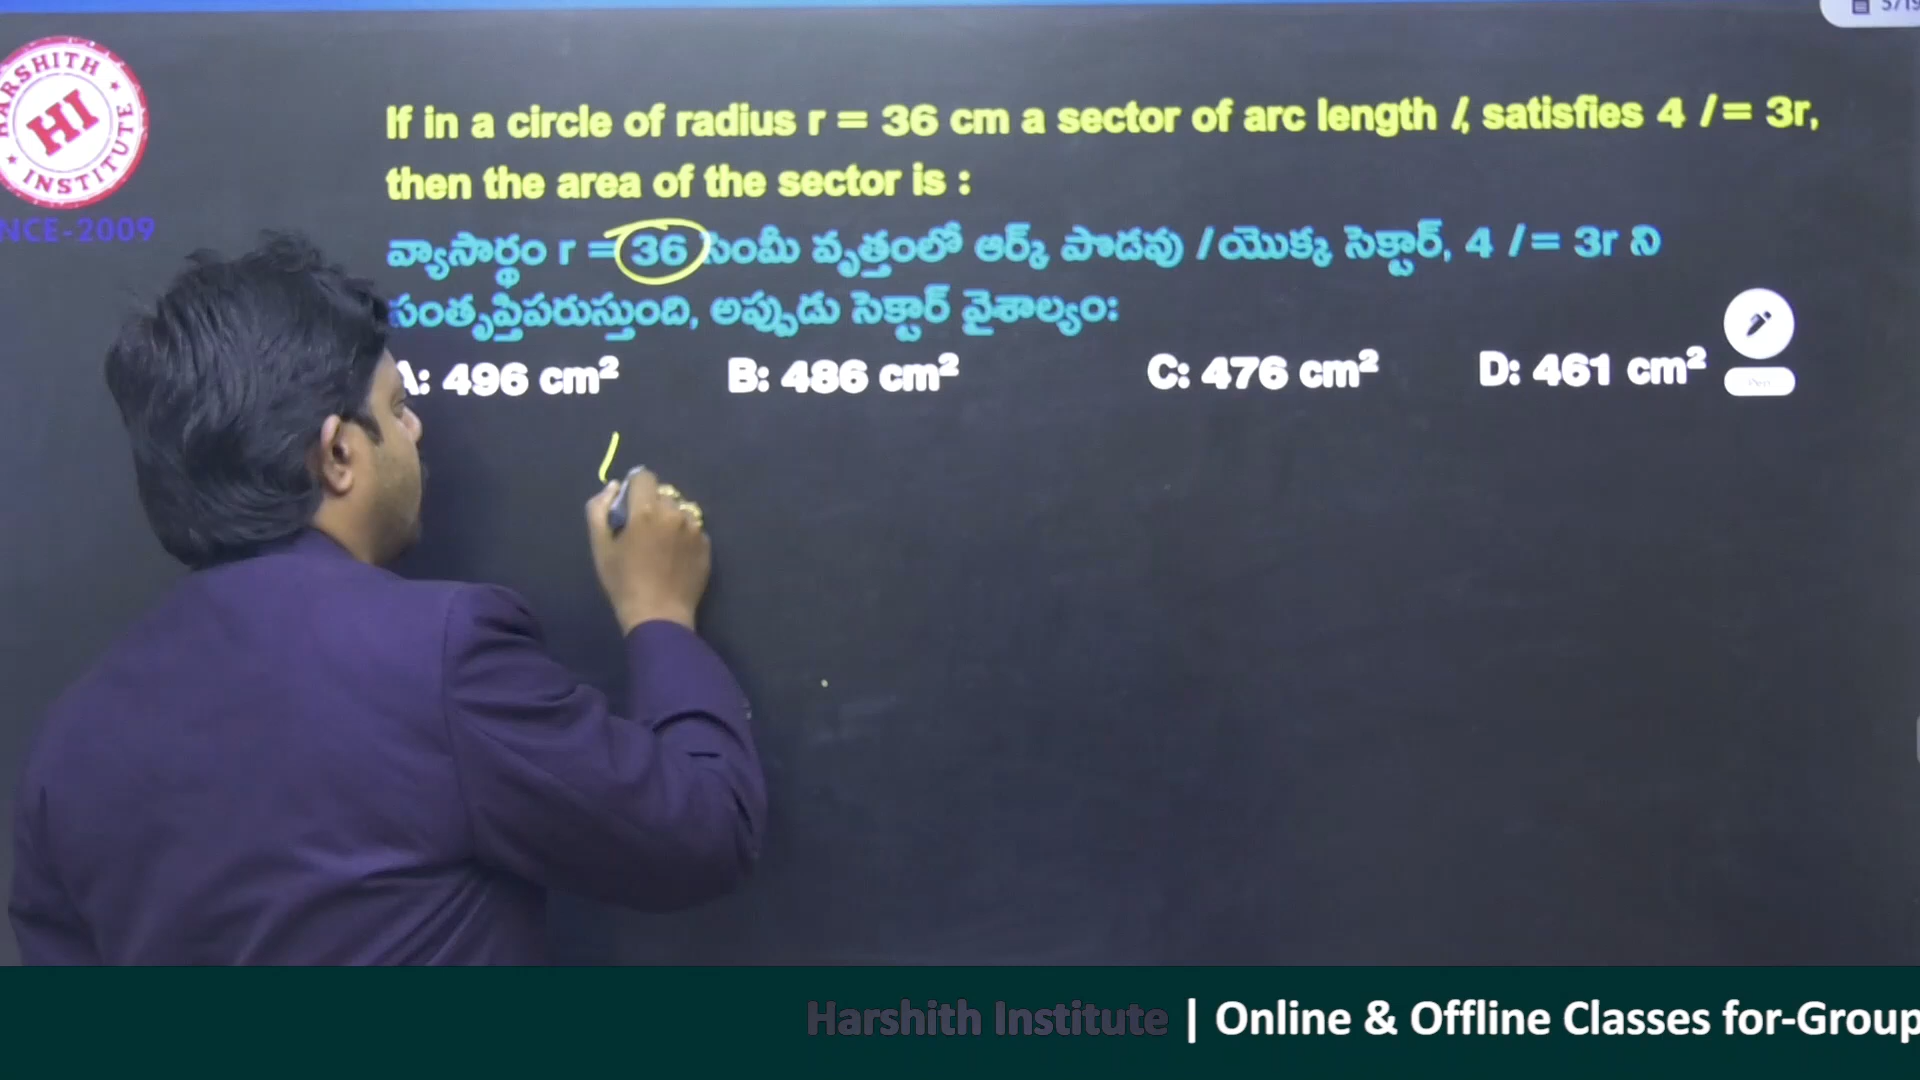 5719
HARSHITH
HI
INSTITUTE
NCE-2009
If in a circle of radius r = 36 cm a sector of arc length l, satisfies 4 l = 3r,
then the area of the sector is :
వ్యాసార్థం r = 36 సెంమీ వృత్తంలో ఆర్క్ పొడవు l యొక్క సెక్టార్, 4 l = 3r ని
సంతృప్తిపరుస్తుంది, అప్పుడు సెక్టార్ వైశాల్యం:
A: 496 cm² B: 486 cm² C: 476 cm² D: 461 cm²
Pen
Harshith Institute | Online & Offline Classes for-Group